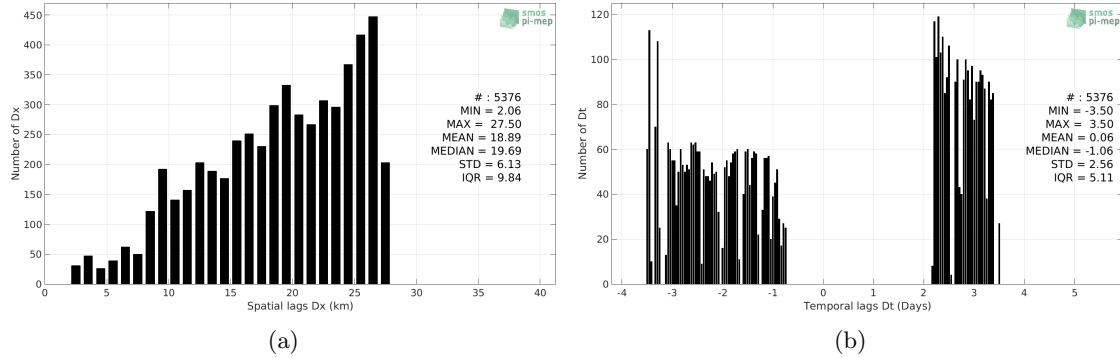 450
400
350
300
250
200
150
100
50
0
Number of Dx
0 5 10 15 20 25 30 35 40
Spatial lags Dx (km)
smos
pi-mep
# : 5376
MIN = 2.06
MAX = 27.50
MEAN = 18.89
MEDIAN = 19.69
STD = 6.13
IQR = 9.84
(a)
120
100
80
60
40
20
0
Number of Dt
-4 -3 -2 -1 0 1 2 3 4 5
Temporal lags Dt (Days)
smos
pi-mep
# : 5376
MIN = -3.50
MAX = 3.50
MEAN = 0.06
MEDIAN = -1.06
STD = 2.56
IQR = 5.11
(b)